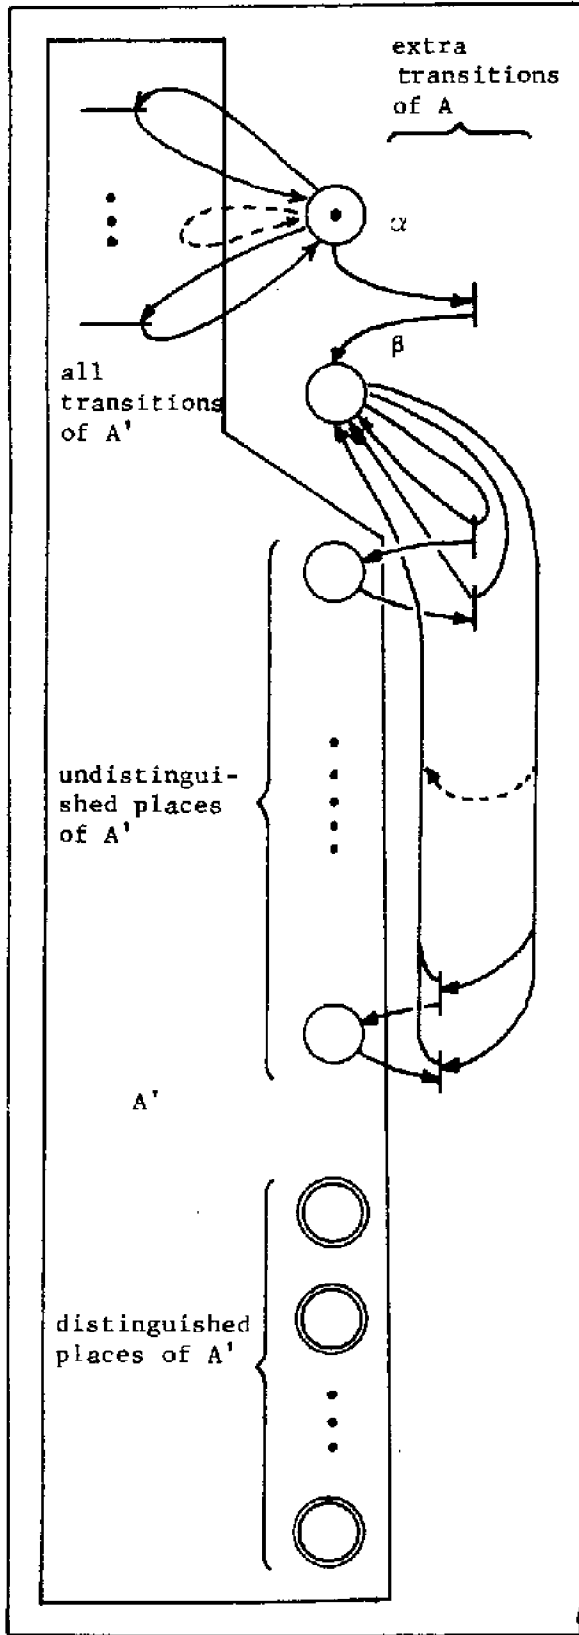 extra
transitions
of A
α
β
all
transitions
of A'
undistingui-
shed places
of A'
A'
distinguished
places of A'